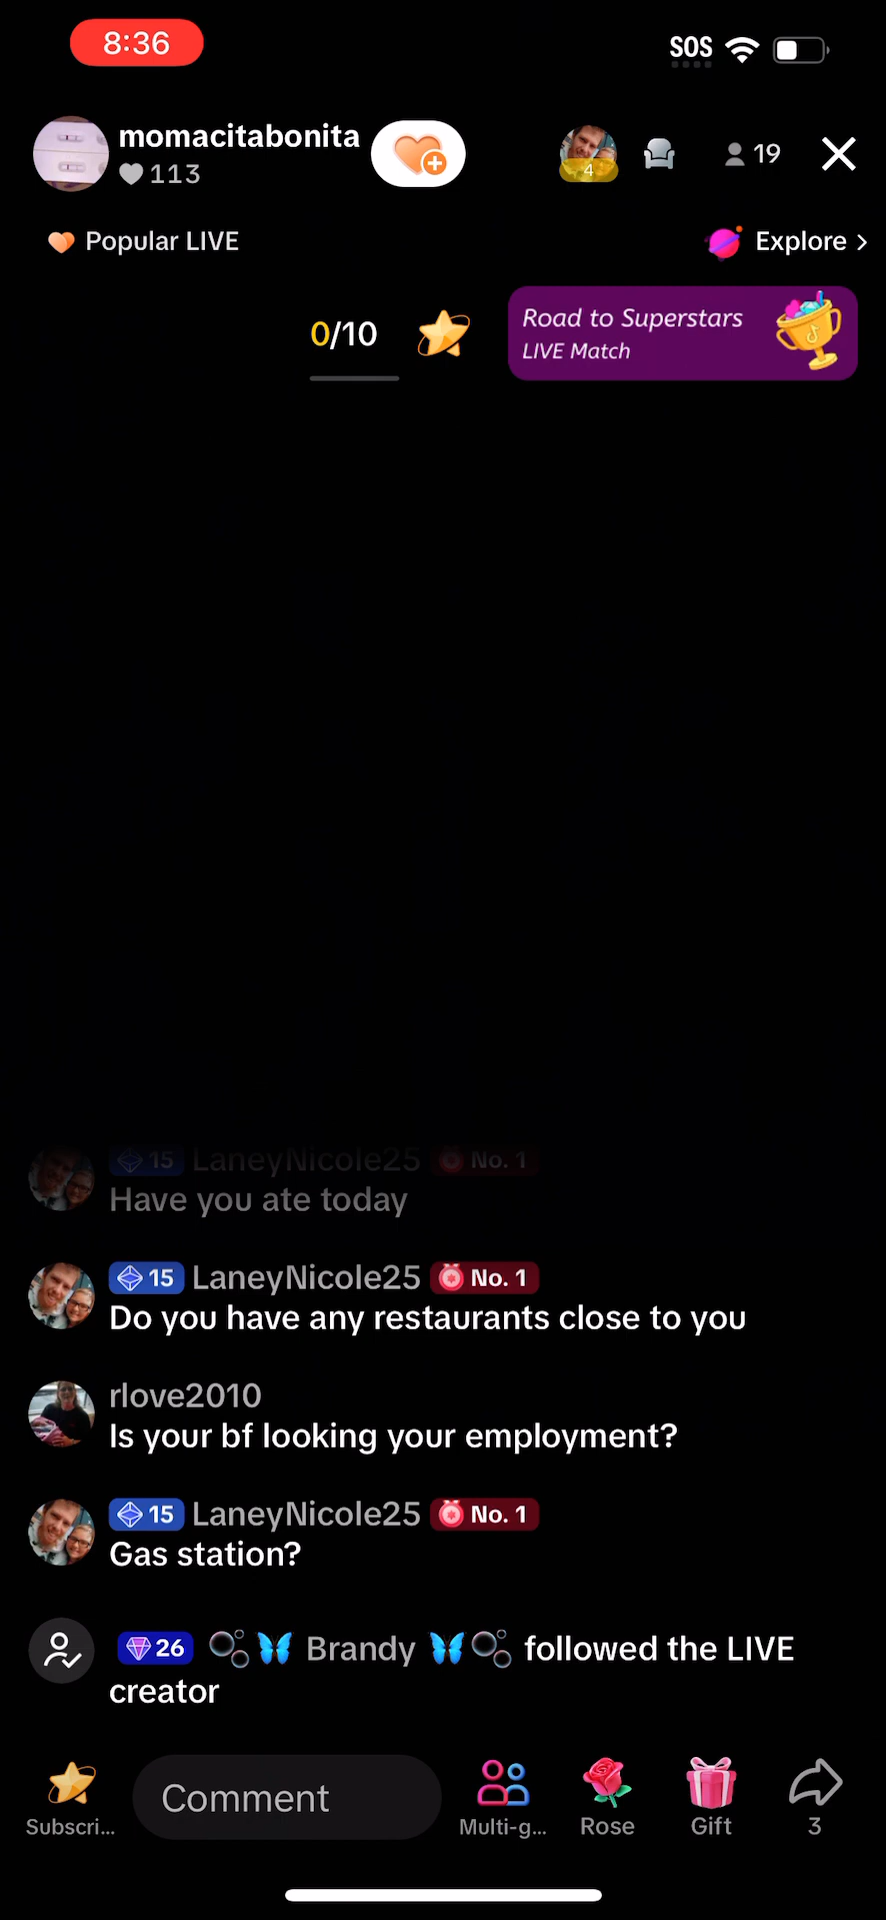 8:36
SOS
momacitabonita
113
4
19
Popular LIVE
Explore >
0/10
Road to Superstars
LIVE Match
15 LaneyNicole25 No. 1
Have you ate today
15 LaneyNicole25 No. 1
Do you have any restaurants close to you
rlove2010
Is your bf looking your employment?
15 LaneyNicole25 No. 1
Gas station?
26 🫧🦋 Brandy 🦋🫧 followed the LIVE
creator
Comment
Subscri...
Multi-g...
Rose
Gift
3